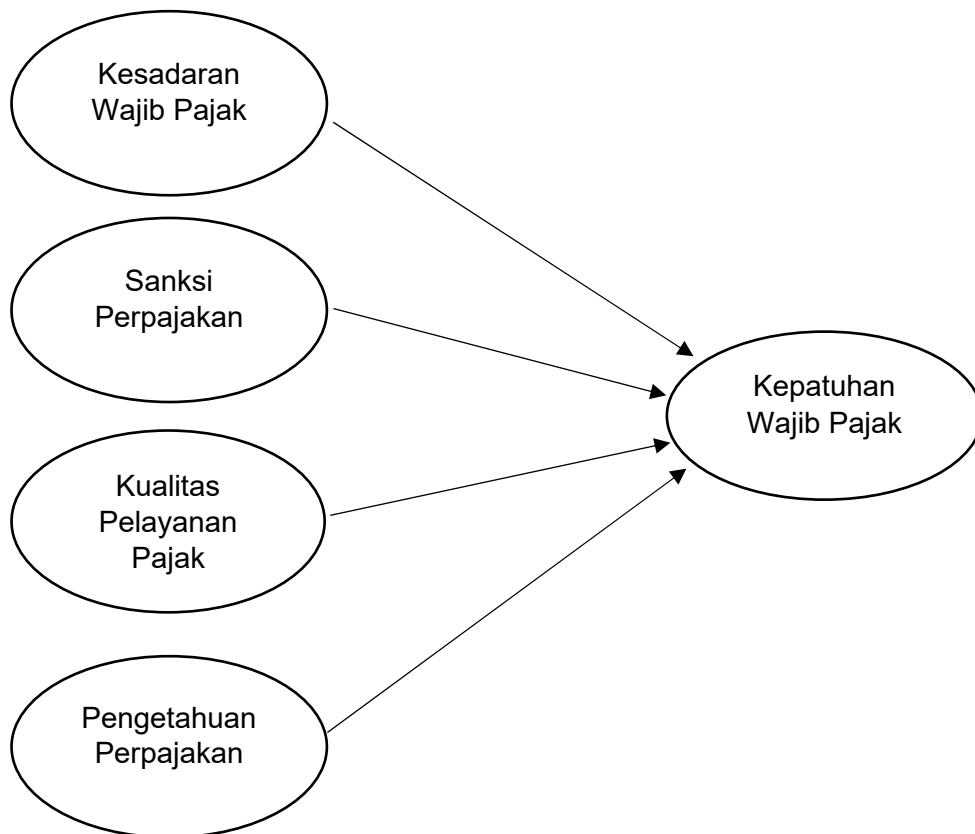 Kesadaran
Wajib Pajak
Sanksi
Perpajakan
Kualitas
Pelayanan
Pajak
Pengetahuan
Perpajakan
Kepatuhan
Wajib Pajak